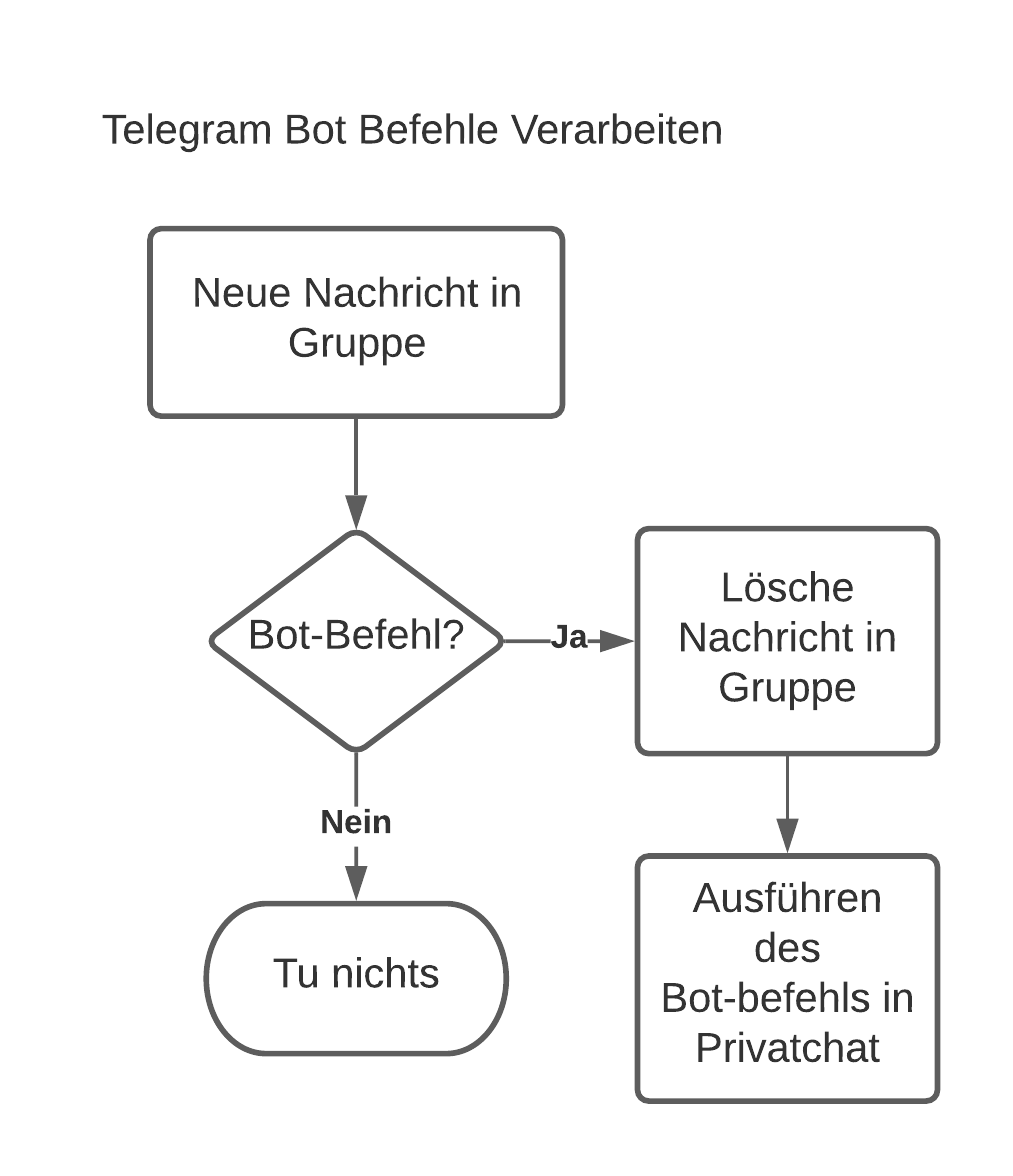 Telegram Bot Befehle Verarbeiten
Neue Nachricht in
Gruppe
Bot-Befehl?
Ja
Lösche
Nachricht in
Gruppe
Nein
Tu nichts
Ausführen
des
Bot-befehls in
Privatchat